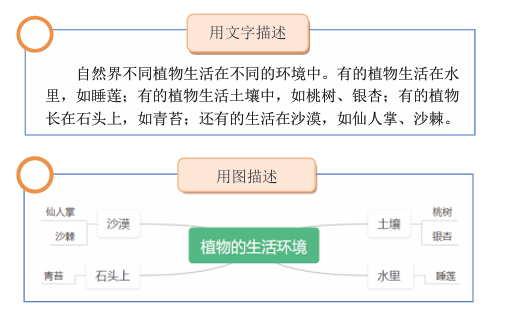 用文字描述
自然界不同植物生活在不同的环境中。有的植物生活在水
里，如睡莲；有的植物生活土壤中，如桃树、银杏；有的植物
长在石头上，如青苔；还有的生活在沙漠，如仙人掌、沙棘。
用图描述
仙人掌
沙棘
沙漠
青苔
石头上
植物的生活环境
土壤
桃树
银杏
水里
睡莲